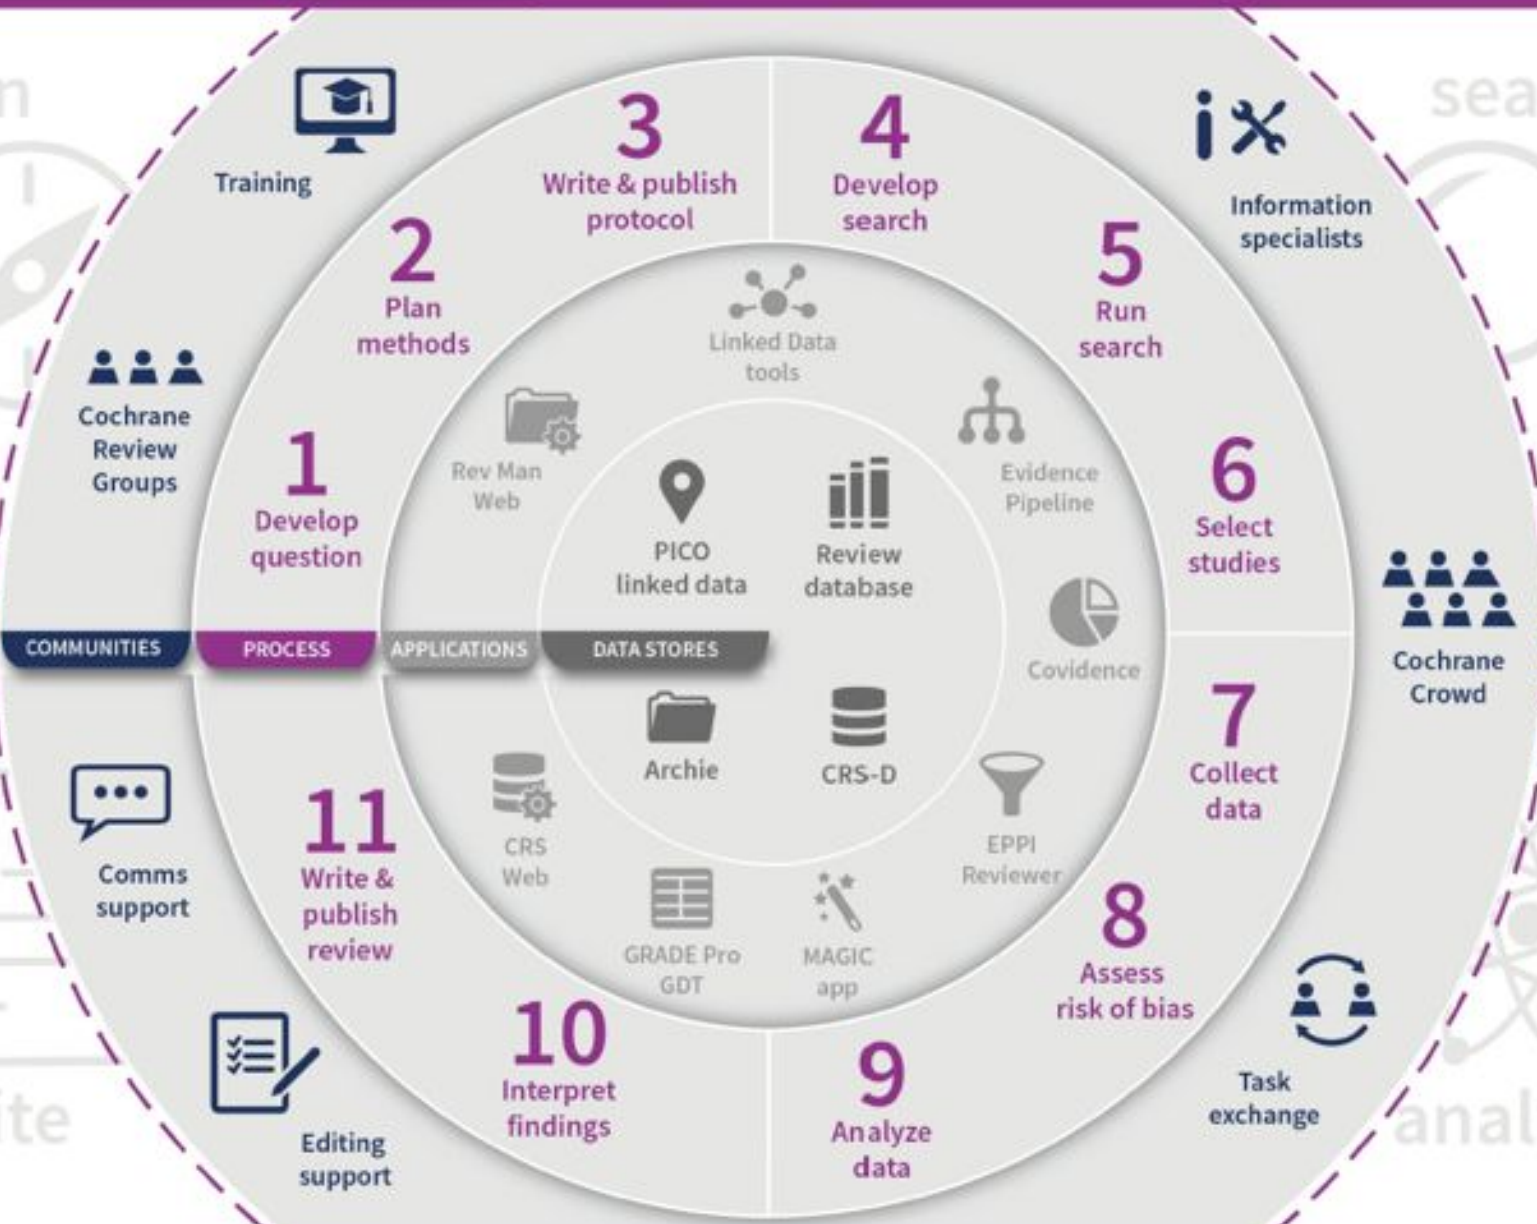 Training
Cochrane
Review
Groups
Comms
support
Editing
support
Information
specialists
Cochrane
Crowd
Task
exchange
COMMUNITIES
PROCESS
APPLICATIONS
DATA STORES
1
Develop
question
2
Plan
methods
3
Write & publish
protocol
4
Develop
search
5
Run
search
6
Select
studies
7
Collect
data
8
Assess
risk of bias
9
Analyze
data
10
Interpret
findings
11
Write &
publish
review
Linked Data
tools
Rev Man
Web
Evidence
Pipeline
Covidence
EPPI
Reviewer
MAGIC
app
GRADE Pro
GDT
CRS
Web
PICO
linked data
Review
database
Archie
CRS-D